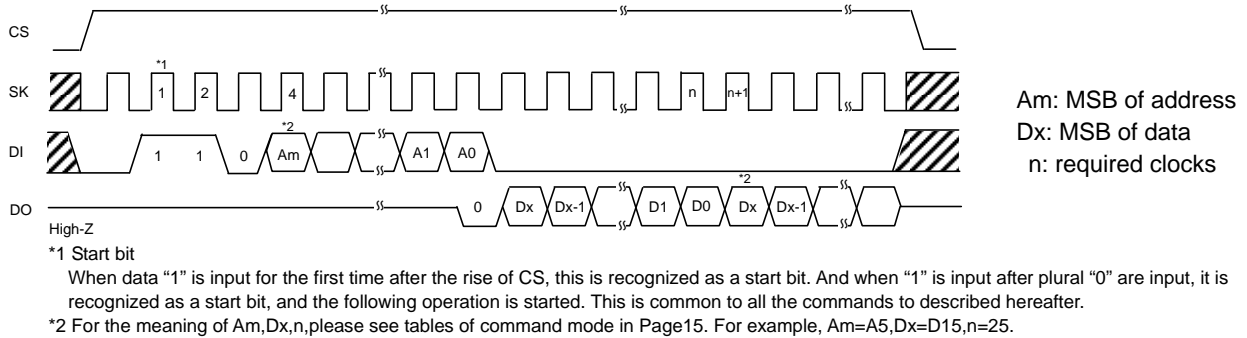 CS
*1
SK 1 2 4 n n+1
Am: MSB of address
*2
Dx: MSB of data
DI 1 1 0 Am A1 A0
n: required clocks
*2
DO 0 Dx Dx-1 D1 D0 Dx Dx-1
High-Z
*1 Start bit
When data “1” is input for the first time after the rise of CS, this is recognized as a start bit. And when “1” is input after plural “0” are input, it is
recognized as a start bit, and the following operation is started. This is common to all the commands to described hereafter.
*2 For the meaning of Am,Dx,n,please see tables of command mode in Page15. For example, Am=A5,Dx=D15,n=25.